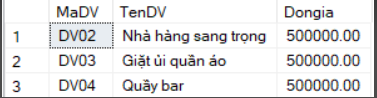 MaDV TenDV Dongia
1 DV02 Nhà hàng sang trọng 500000.00
2 DV03 Giặt ủi quần áo 500000.00
3 DV04 Quầy bar 500000.00